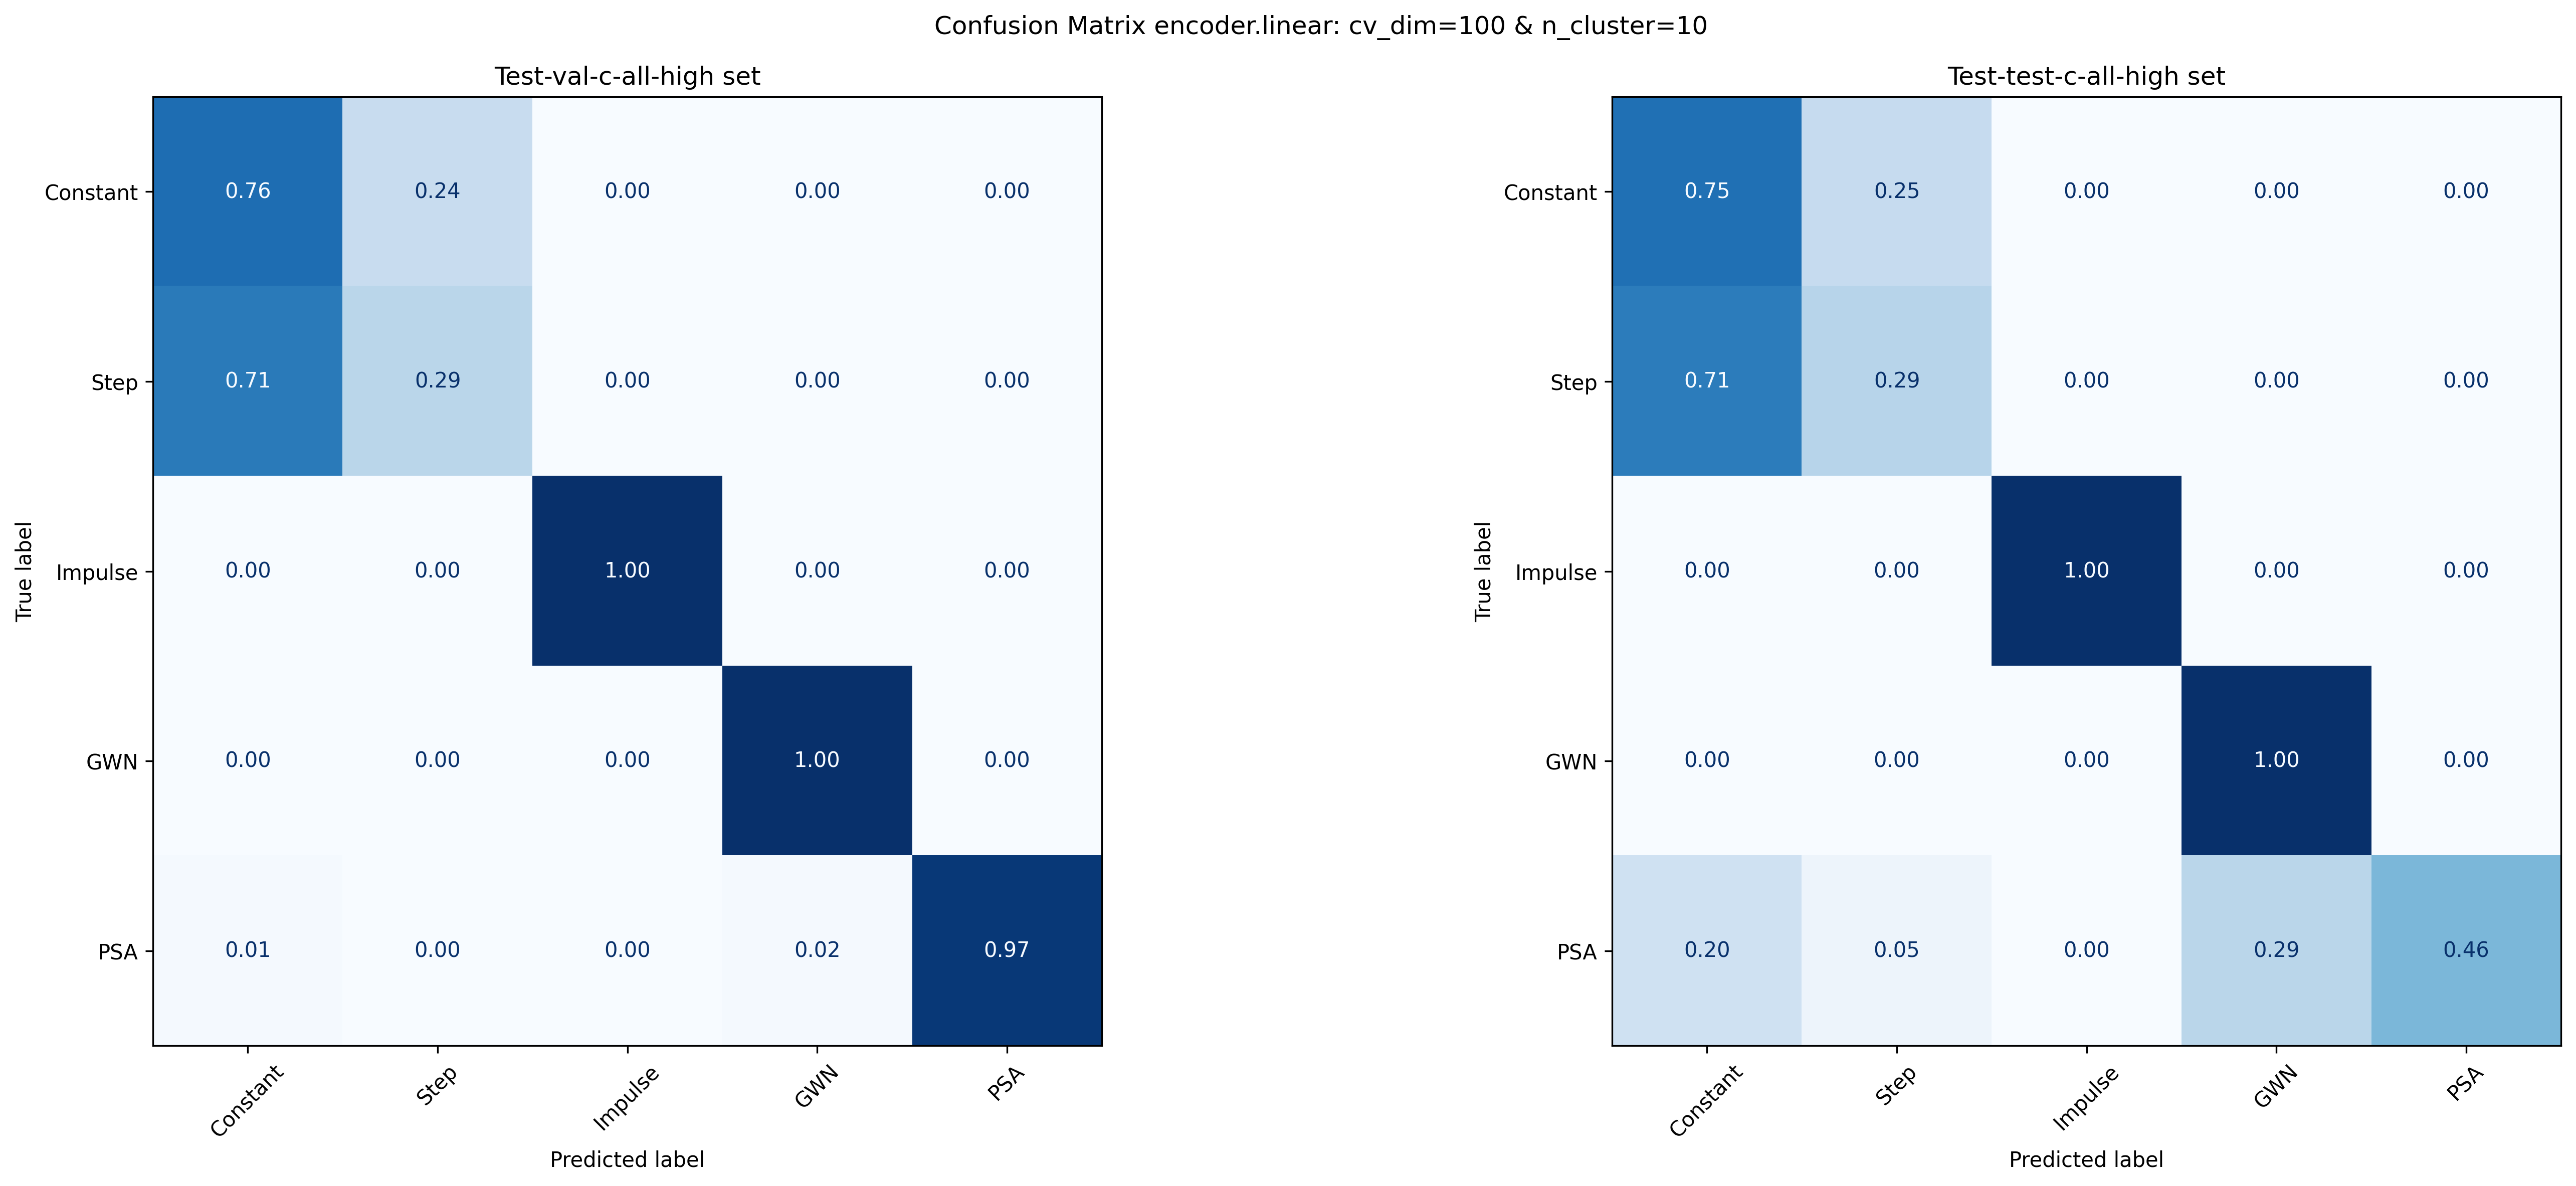 Confusion Matrix encoder.linear: cv_dim=100 & n_cluster=10
Test-val-c-all-high set
True label
Constant 0.76 0.24 0.00 0.00 0.00
Step 0.71 0.29 0.00 0.00 0.00
Impulse 0.00 0.00 1.00 0.00 0.00
GWN 0.00 0.00 0.00 1.00 0.00
PSA 0.01 0.00 0.00 0.02 0.97
Constant Step Impulse GWN PSA
Predicted label
Test-test-c-all-high set
True label
Constant 0.75 0.25 0.00 0.00 0.00
Step 0.71 0.29 0.00 0.00 0.00
Impulse 0.00 0.00 1.00 0.00 0.00
GWN 0.00 0.00 0.00 1.00 0.00
PSA 0.20 0.05 0.00 0.29 0.46
Constant Step Impulse GWN PSA
Predicted label